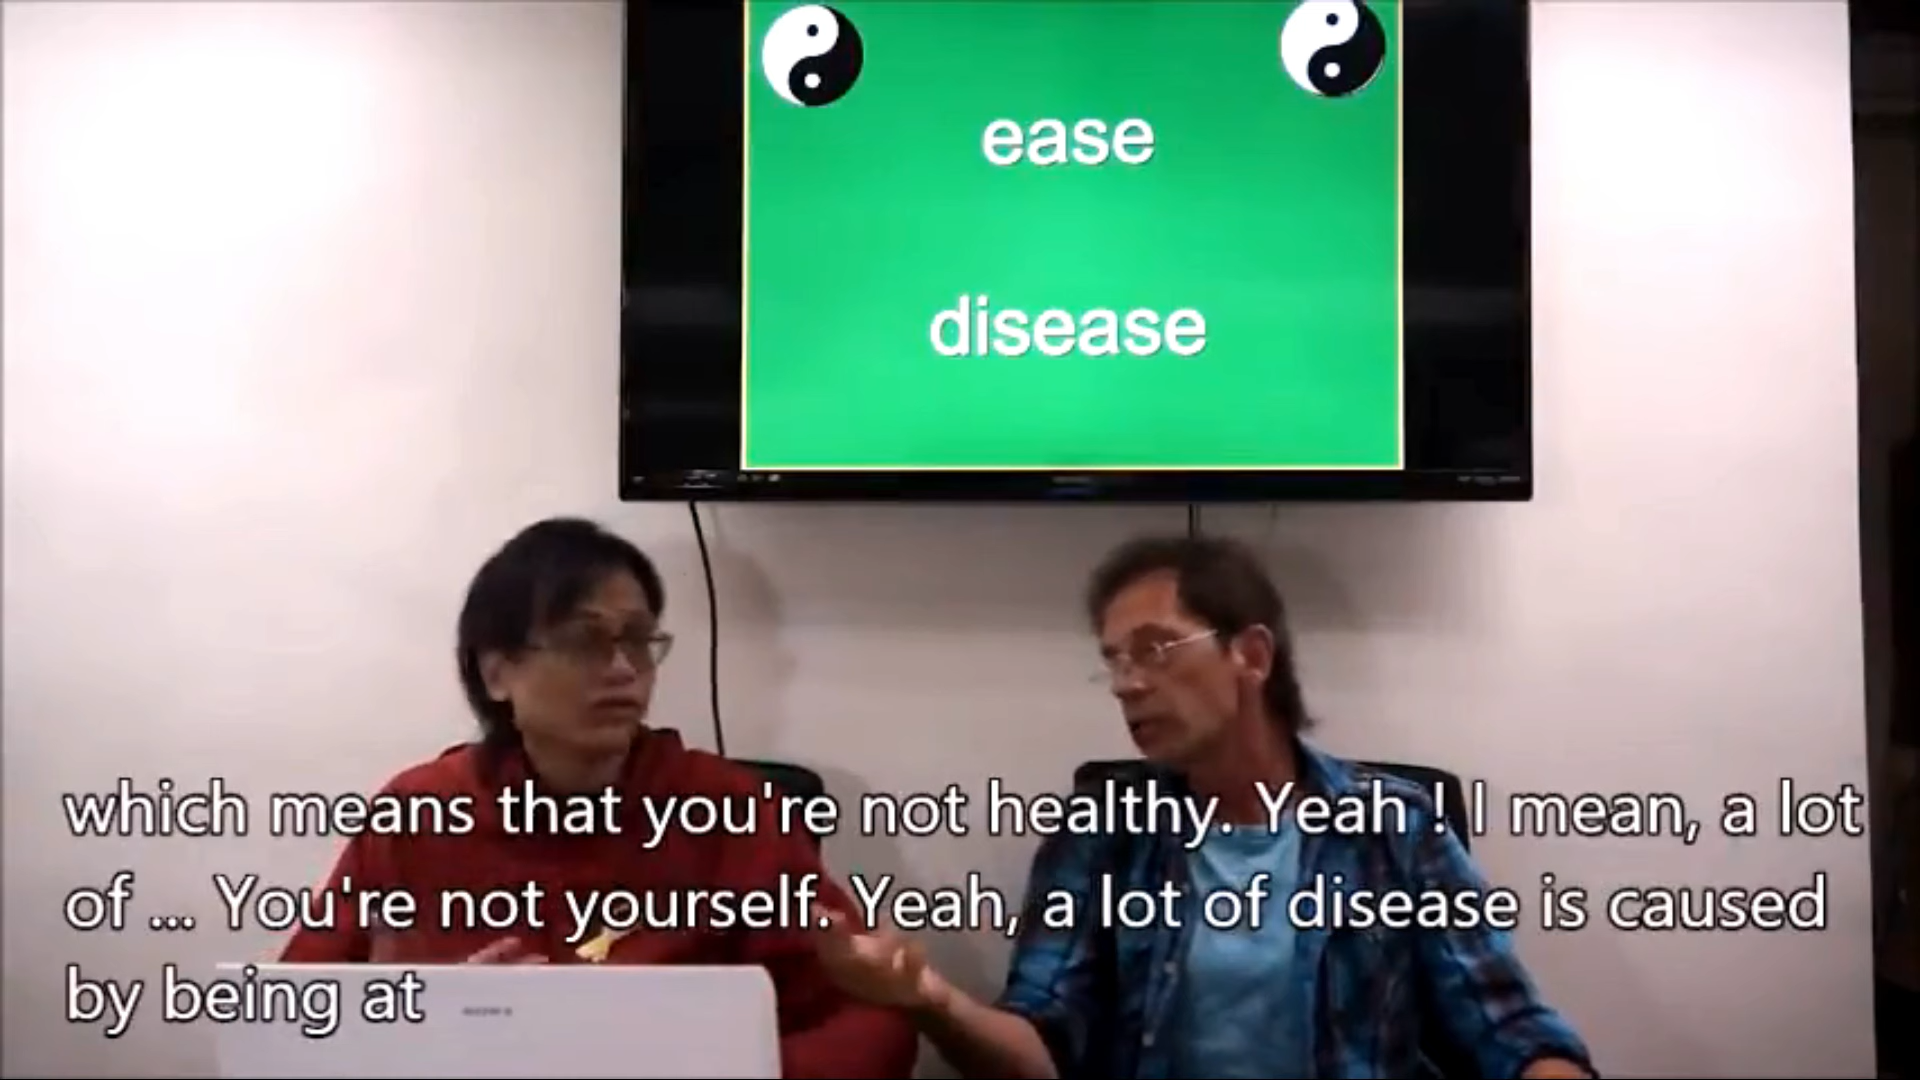 ease
disease
which means that you're not healthy. Yeah ! I mean, a lot
of ... You're not yourself. Yeah, a lot of disease is caused
by being at